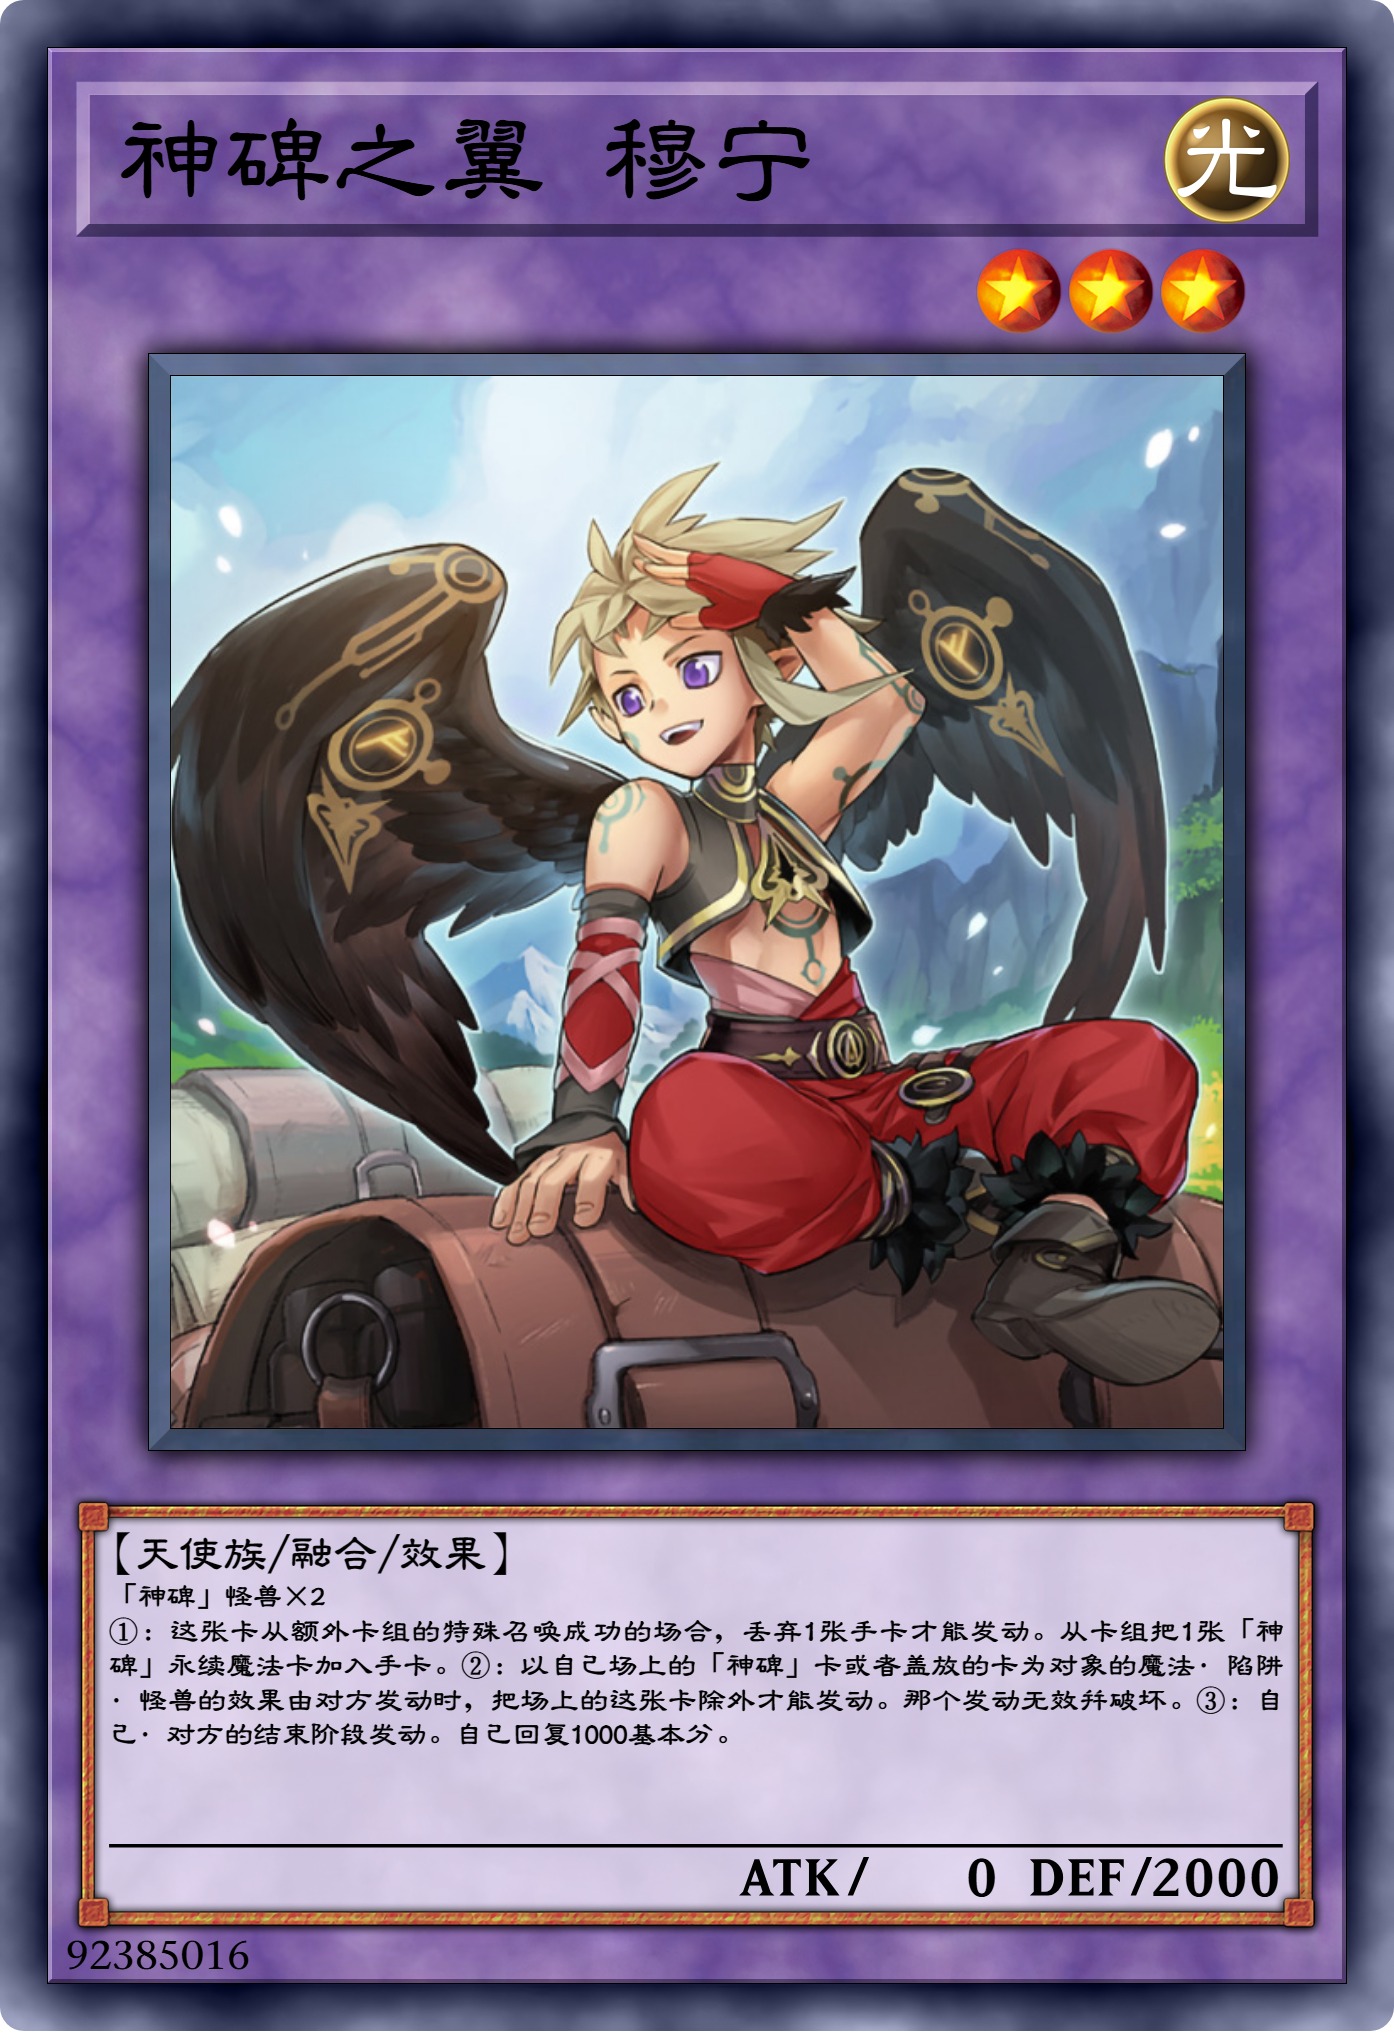 神碑之翼 穆宁
光
【天使族/融合/效果】
「神碑」怪兽×2
①：这张卡从额外卡组的特殊召唤成功的场合，丢弃1张手卡才能发动。从卡组把1张「神
碑」永续魔法卡加入手卡。②：以自己场上的「神碑」卡或者盖放的卡为对象的魔法·陷阱
·怪兽的效果由对方发动时，把场上的这张卡除外才能发动。那个发动无效并破坏。③：自
己·对方的结束阶段发动。自己回复1000基本分。
ATK/ 0 DEF/2000
92385016